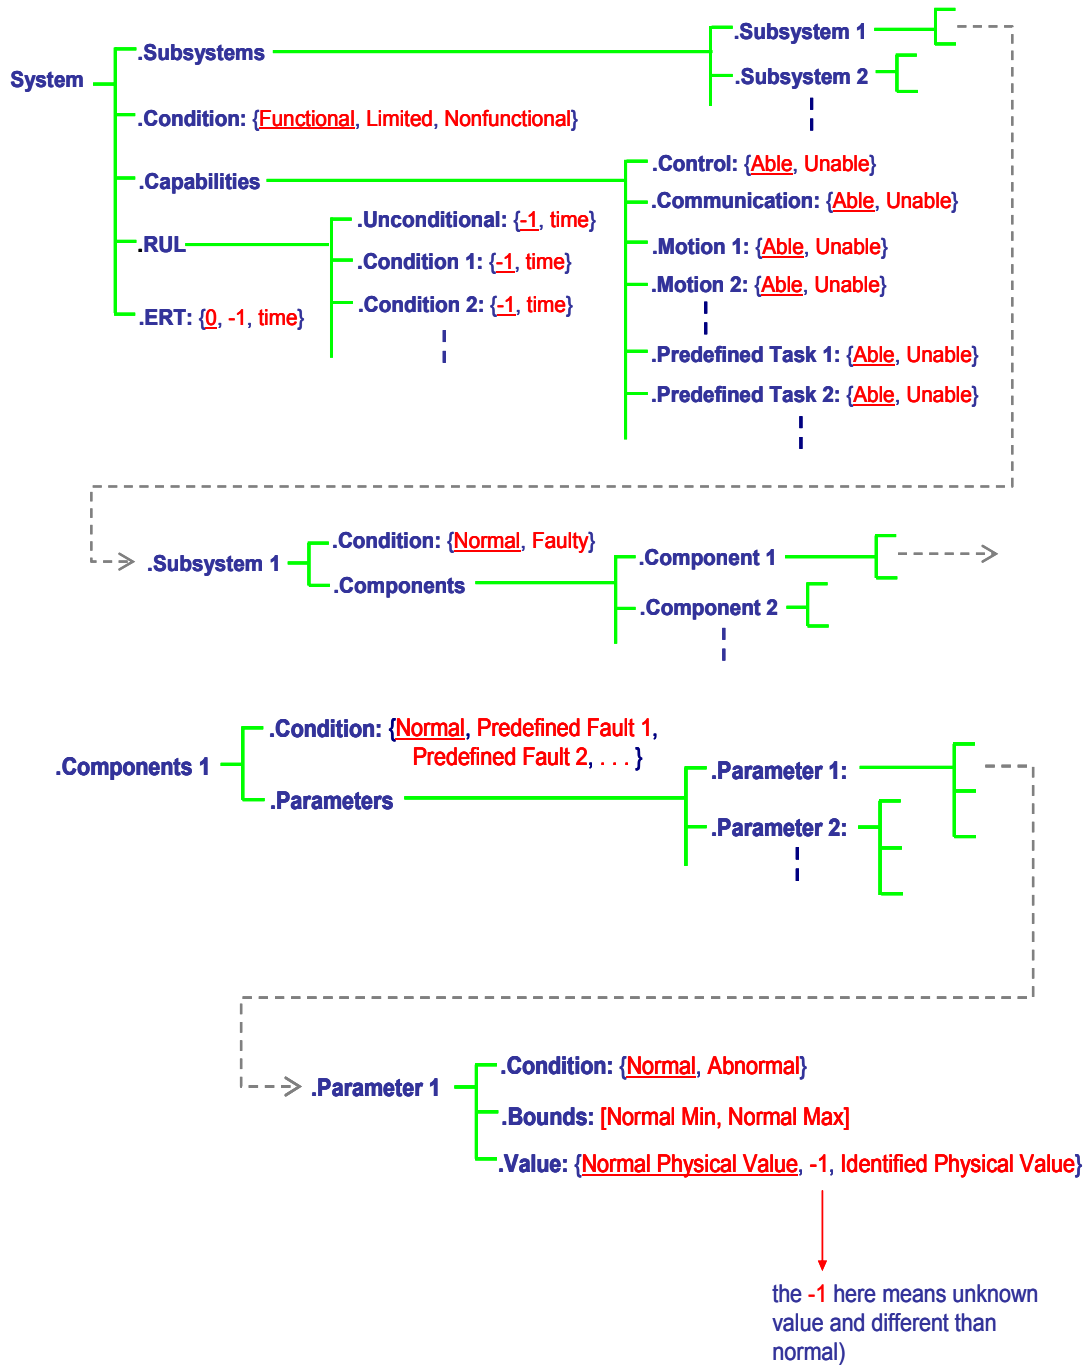 .Subsystem 1
.Subsystems
.Subsystem 2
System
.Condition: {Functional, Limited, Nonfunctional}
.Control: {Able, Unable}
.Capabilities
.Communication: {Able, Unable}
.Unconditional: {-1, time}
.RUL
.Motion 1: {Able, Unable}
.Condition 1: {-1, time}
.Motion 2: {Able, Unable}
.Condition 2: {-1, time}
.ERT: {0, -1, time}
.Predefined Task 1: {Able, Unable}
.Predefined Task 2: {Able, Unable}
.Condition: {Normal, Faulty}
.Subsystem 1
.Component 1
.Components
.Component 2
.Condition: {Normal, Predefined Fault 1,
Predefined Fault 2, . . . }
.Components 1
.Parameter 1:
.Parameters
.Parameter 2:
.Condition: {Normal, Abnormal}
.Parameter 1
.Bounds: [Normal Min, Normal Max]
.Value: {Normal Physical Value, -1, Identified Physical Value}
the -1 here means unknown
value and different than
normal)